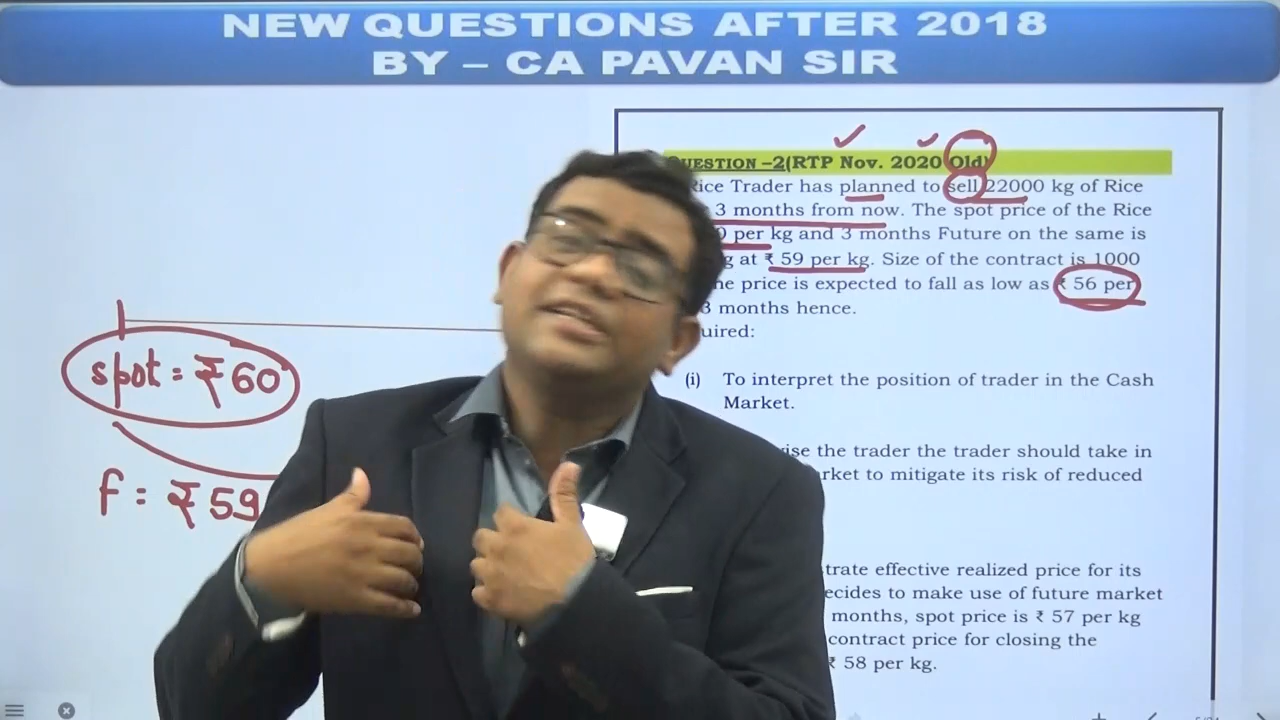 NEW QUESTIONS AFTER 2018
BY – CA PAVAN SIR
QUESTION –2(RTP Nov. 2020 Old)
Rice Trader has planned to sell 22000 kg of Rice
3 months from now. The spot price of the Rice
per kg and 3 months Future on the same is
at ₹ 59 per kg. Size of the contract is 1000
price is expected to fall as low as ₹ 56 per
3 months hence.
(i) To interpret the position of trader in the Cash
Market.
the trader the trader should take in
to mitigate its risk of reduced
effective realized price for its
to make use of future market
months, spot price is ₹ 57 per kg
contract price for closing the
₹ 58 per kg.
spot = ₹60
f = ₹59